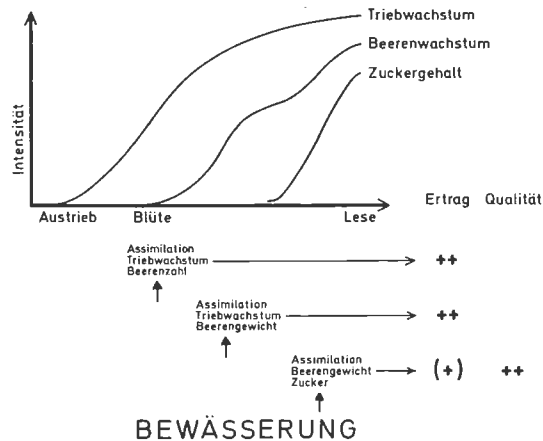 Triebwachstum
Beerenwachstum
Zuckergehalt
Intensität
Austrieb Blüte Lese
Ertrag Qualität
Assimilation
Triebwachstum
Beerenzahl
++
Assimilation
Triebwachstum
Beerengewicht
++
Assimilation
Beerengewicht
Zucker
(+) ++
BEWÄSSERUNG